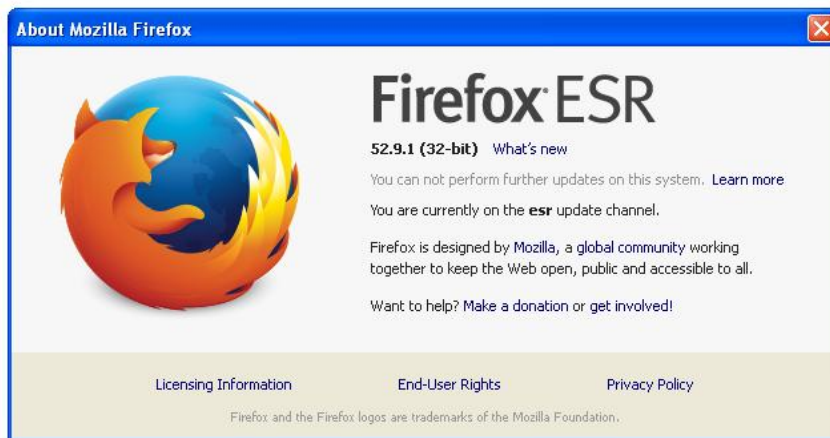 About Mozilla Firefox
Firefox ESR
52.9.1 (32-bit) What's new
You can not perform further updates on this system. Learn more
You are currently on the esr update channel.
Firefox is designed by Mozilla, a global community working
together to keep the Web open, public and accessible to all.
Want to help? Make a donation or get involved!
Licensing Information End-User Rights Privacy Policy
Firefox and the Firefox logos are trademarks of the Mozilla Foundation.